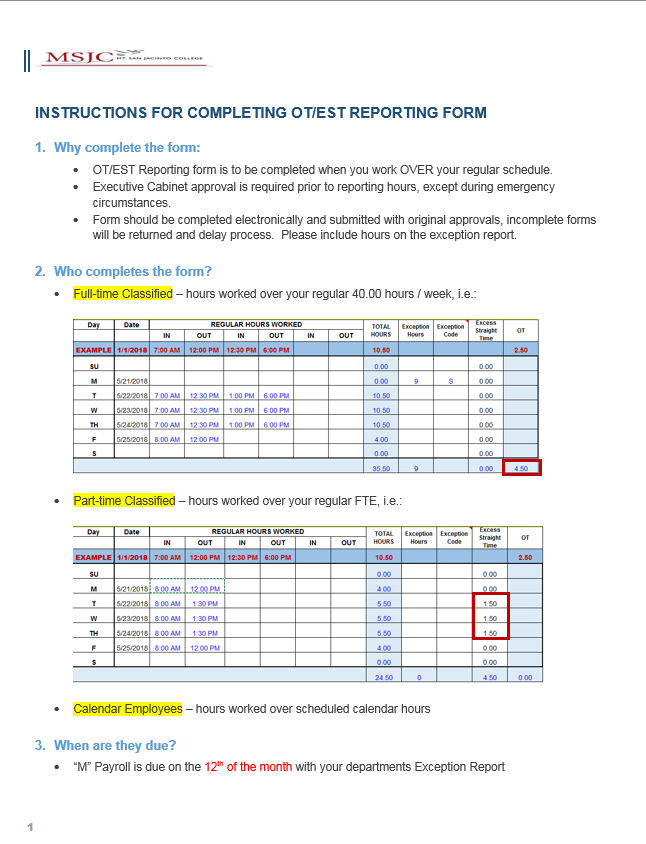 MSJC MT. SAN JACINTO COLLEGE
INSTRUCTIONS FOR COMPLETING OT/EST REPORTING FORM
1. Why complete the form:
• OT/EST Reporting form is to be completed when you work OVER your regular schedule.
• Executive Cabinet approval is required prior to reporting hours, except during emergency
circumstances.
• Form should be completed electronically and submitted with original approvals, incomplete forms
will be returned and delay process. Please include hours on the exception report.
2. Who completes the form?
• Full-time Classified – hours worked over your regular 40.00 hours / week, i.e.:
Day Date REGULAR HOURS WORKED TOTAL HOURS Exception Hours Exception Code Excess Straight Time OT
IN OUT IN OUT IN OUT
EXAMPLE 1/1/2018 7:00 AM 12:00 PM 12:30 PM 6:00 PM 10.50 2.50
SU 0.00 0.00
M 5/21/2018 0.00 9 S 0.00
T 5/22/2018 7:00 AM 12:30 PM 1:00 PM 6:00 PM 10.50 0.00
W 5/23/2018 7:00 AM 12:30 PM 1:00 PM 6:00 PM 10.50 0.00
TH 5/24/2018 7:00 AM 12:30 PM 1:00 PM 6:00 PM 10.50 0.00
F 5/25/2018 8:00 AM 12:00 PM 4.00 0.00
S 0.00 0.00
35.50 9 0.00 4.50
• Part-time Classified – hours worked over your regular FTE, i.e.:
Day Date REGULAR HOURS WORKED TOTAL HOURS Exception Hours Exception Code Excess Straight Time OT
IN OUT IN OUT IN OUT
EXAMPLE 1/1/2018 7:00 AM 12:00 PM 12:30 PM 6:00 PM 10.50 2.50
SU 0.00 0.00
M 5/21/2018 8:00 AM 12:00 PM 4.00 0.00
T 5/22/2018 8:00 AM 1:30 PM 5.50 1.50
W 5/23/2018 8:00 AM 1:30 PM 5.50 1.50
TH 5/24/2018 8:00 AM 1:30 PM 5.50 1.50
F 5/25/2018 8:00 AM 12:00 PM 4.00 0.00
S 0.00 0.00
24.50 0 4.50 0.00
• Calendar Employees – hours worked over scheduled calendar hours
3. When are they due?
• “M” Payroll is due on the 12th of the month with your departments Exception Report
1